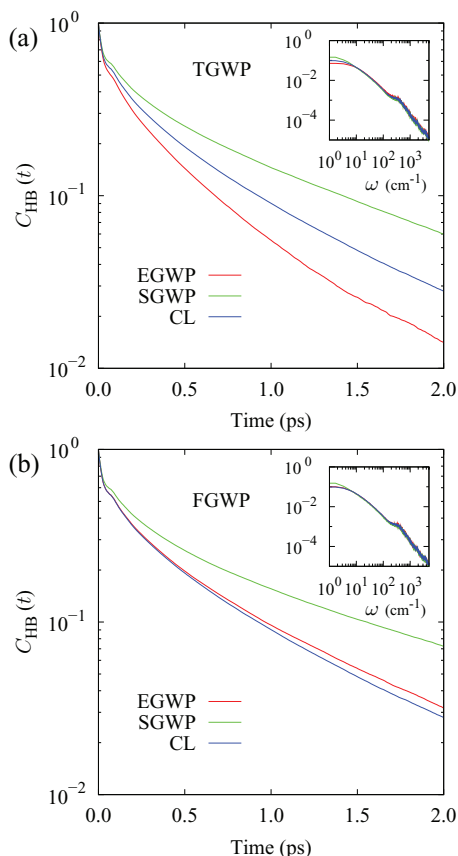 (a)
10^0
TGWP
10^0
10^-2
10^-4
10^0 10^1 10^2 10^3
ω (cm^-1)
C_HB (t)
10^-1
EGWP
SGWP
CL
10^-2
0.0 0.5 1.0 1.5 2.0
Time (ps)
(b)
10^0
FGWP
10^0
10^-2
10^-4
10^0 10^1 10^2 10^3
ω (cm^-1)
C_HB (t)
10^-1
EGWP
SGWP
CL
10^-2
0.0 0.5 1.0 1.5 2.0
Time (ps)